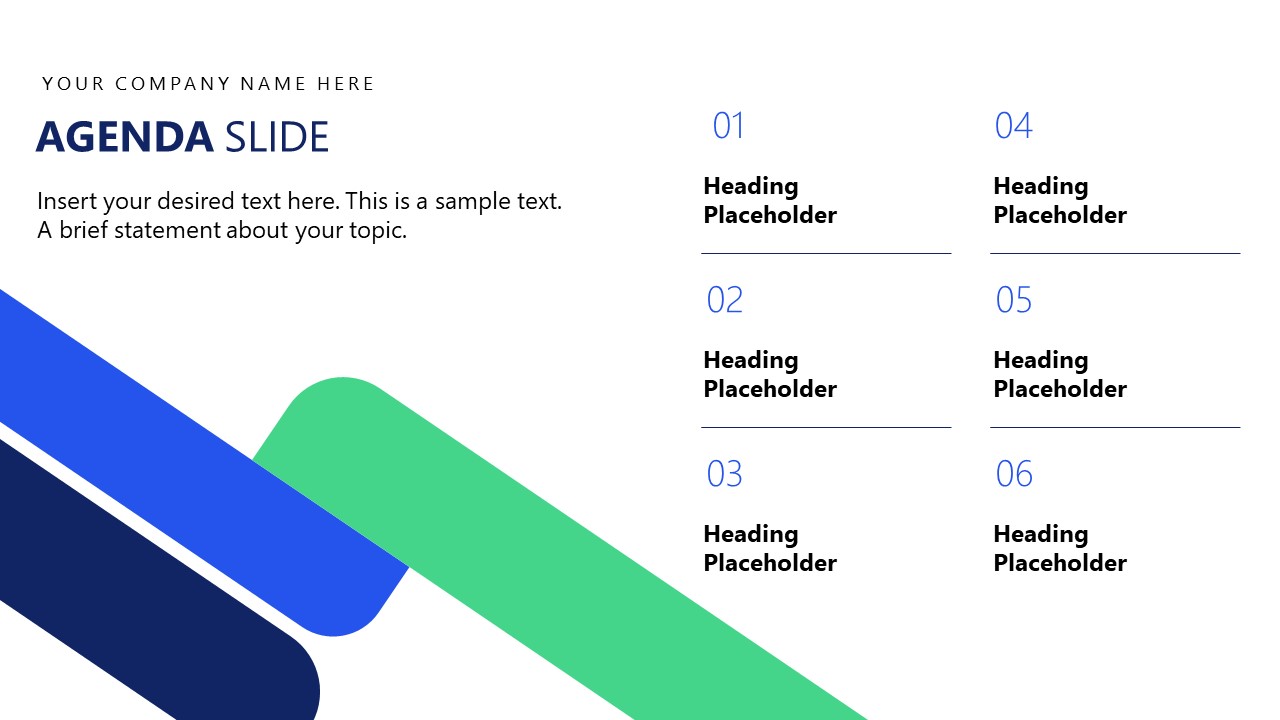 YOUR COMPANY NAME HERE
AGENDA SLIDE
Insert your desired text here. This is a sample text.
A brief statement about your topic.
01
Heading
Placeholder
02
Heading
Placeholder
03
Heading
Placeholder
04
Heading
Placeholder
05
Heading
Placeholder
06
Heading
Placeholder